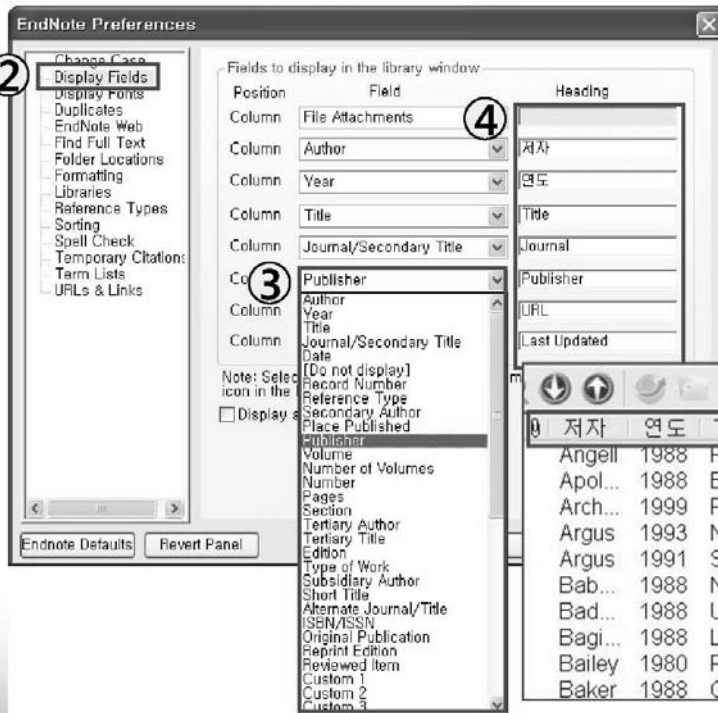 EndNote Preferences
②
Change Case
Display Fields
Display Fonts
Duplicates
EndNote Web
Find Full Text
Folder Locations
Formatting
Libraries
Reference Types
Sorting
Spell Check
Temporary Citations
Term Lists
URLs & Links
Endnote Defaults
Revert Panel
Fields to display in the library window
Position Field Heading
Column File Attachments ④
Column Author 저자
Column Year 연도
Column Title Title
Column Journal/Secondary Title Journal
Co ③ Publisher Publisher
Column URL
Column Last Updated
Author
Year
Title
Journal/Secondary Title
Date
[Do not display]
Record Number
Reference Type
Secondary Author
Place Published
Publisher
Volume
Number of Volumes
Number
Pages
Section
Tertiary Author
Tertiary Title
Edition
Type of Work
Subsidiary Author
Short Title
Alternate Journal/Title
ISBN/ISSN
Original Publication
Reprint Edition
Reviewed Item
Custom 1
Custom 2
Custom 3
Note: Selec
icon in the
Display a
저자 연도
Angell 1988
Apol... 1988 E
Arch... 1999
Argus 1993 N
Argus 1991 S
Bab... 1988 N
Bad... 1988 U
Bagi... 1988 L
Bailey 1980
Baker 1988